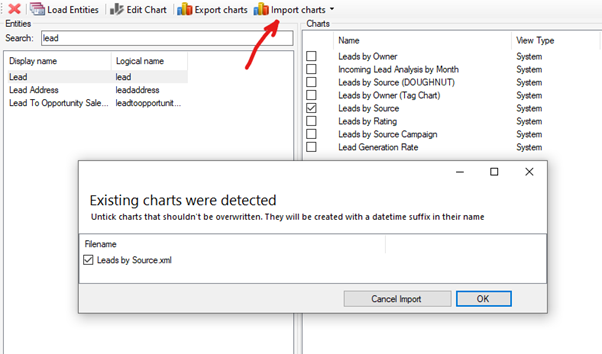 Load Entities Edit Chart Export charts Import charts
Entities
Search: lead
Display name Logical name
Lead lead
Lead Address leadaddress
Lead To Opportunity Sale... leadtoopportunit...
Charts
Name View Type
Leads by Owner System
Incoming Lead Analysis by Month System
Leads by Source (DOUGHNUT) System
Leads by Owner (Tag Chart) System
Leads by Source System
Leads by Rating System
Leads by Source Campaign System
Lead Generation Rate System
Existing charts were detected
Untick charts that shouldn't be overwritten. They will be created with a datetime suffix in their name
Filename
Leads by Source.xml
Cancel Import OK